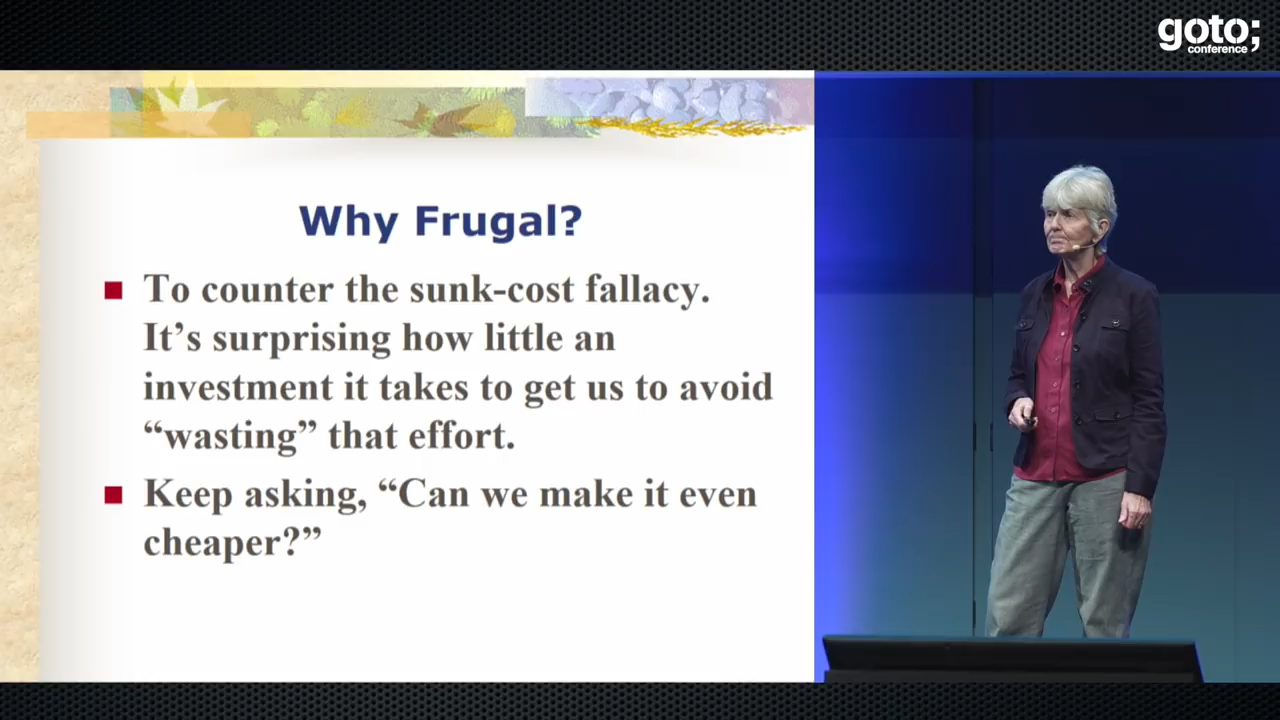 goto;
conference
Why Frugal?
To counter the sunk-cost fallacy.
It’s surprising how little an
investment it takes to get us to avoid
“wasting” that effort.
Keep asking, “Can we make it even
cheaper?”